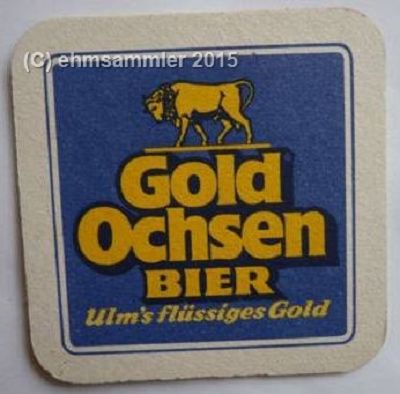 (C) ehmsammler 2015
Gold
Ochsen
BIER
Ulm's flüssiges Gold